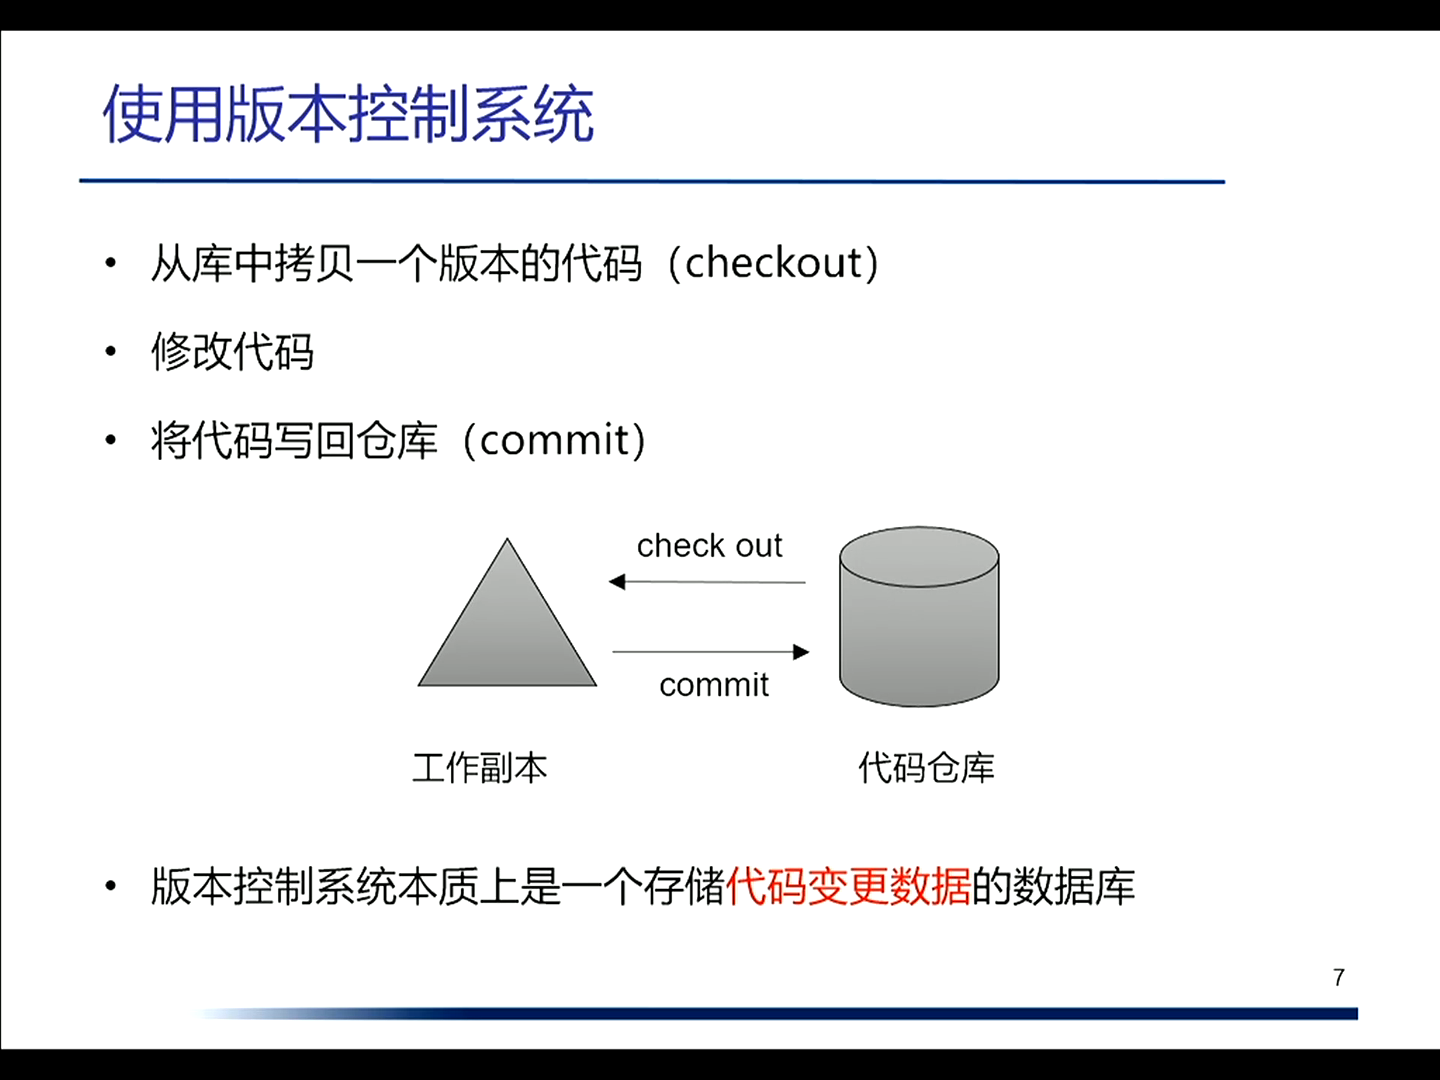 使用版本控制系统
• 从库中拷贝一个版本的代码（checkout）
• 修改代码
• 将代码写回仓库（commit）
check out
commit
工作副本 代码仓库
• 版本控制系统本质上是一个存储代码变更数据的数据库
7